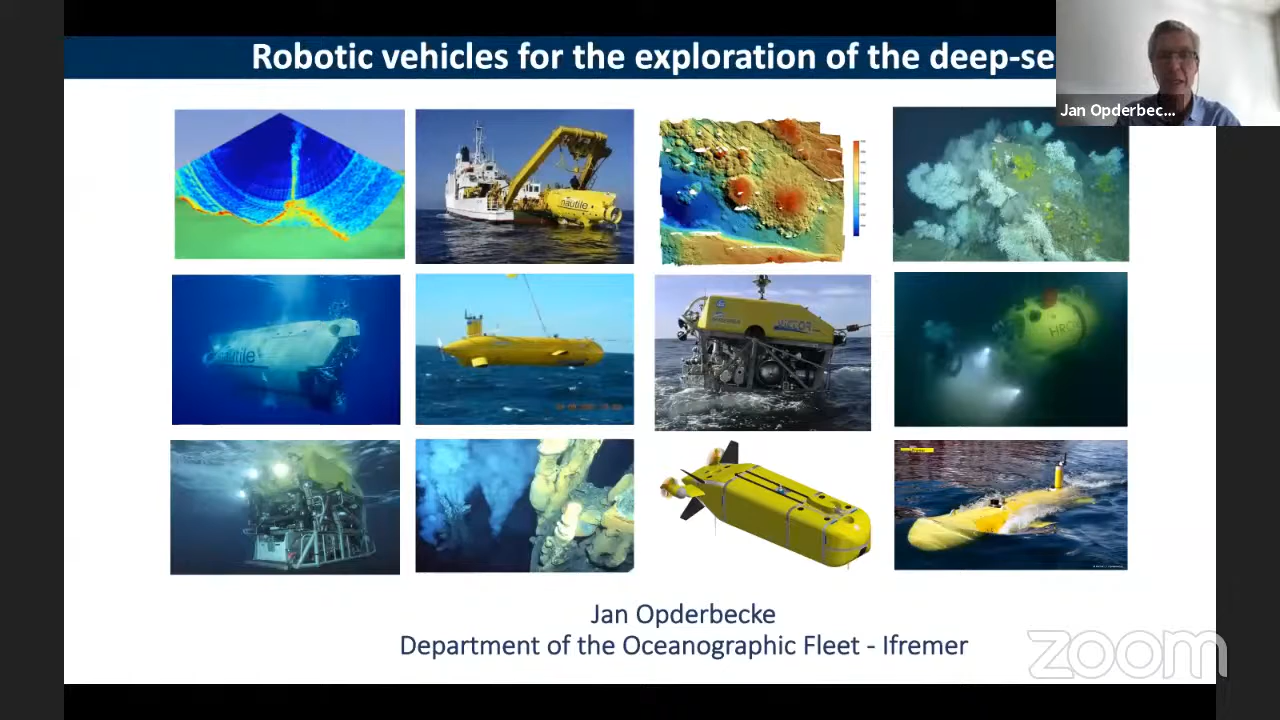 Robotic vehicles for the exploration of the deep-se
Jan Opderbec...
nautile
nautile
VICTOR
HROV
Jan Opderbecke
Department of the Oceanographic Fleet - Ifremer
zoom